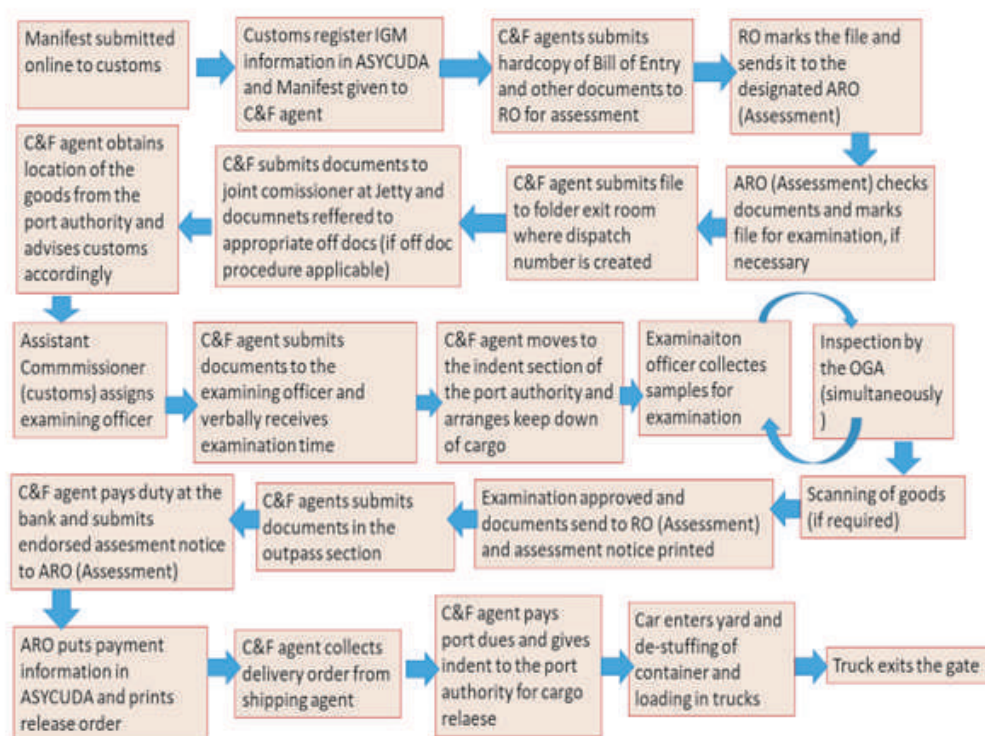 Manifest submitted
online to customs
Customs register IGM
information in ASYCUDA
and Manifest given to
C&F agent
C&F agents submits
hardcopy of Bill of Entry
and other documents to
RO for assessment
RO marks the file and
sends it to the
designated ARO
(Assessment)
ARO (Assessment) checks
documents and marks
file for examination, if
necessary
C&F agent submits file
to folder exit room
where dispatch
number is created
C&F submits documents to
joint comissioner at Jetty and
documnets reffered to
appropriate off docs (if off doc
procedure applicable)
C&F agent obtains
location of the
goods from the
port authority and
advises customs
accordingly
Assistant
Commmissioner
(customs) assigns
examining officer
C&F agent submits
documents to the
examining officer and
verbally receives
examination time
C&F agent moves to
the indent section of
the port authority and
arranges keep down
of cargo
Examinaiton
officer collectes
samples for
examination
Inspection by
the OGA
(simultaneously
)
Scanning of goods
(if required)
Examination approved and
documents send to RO (Assessment)
and assessment notice printed
C&F agents submits
documents in the
outpass section
C&F agent pays duty at the
bank and submits
endorsed assesment notice
to ARO (Assessment)
ARO puts payment
information in
ASYCUDA and prints
release order
C&F agent collects
delivery order from
shipping agent
C&F agent pays
port dues and gives
indent to the port
authority for cargo
relaese
Car enters yard and
de-stuffing of
container and
loading in trucks
Truck exits the gate